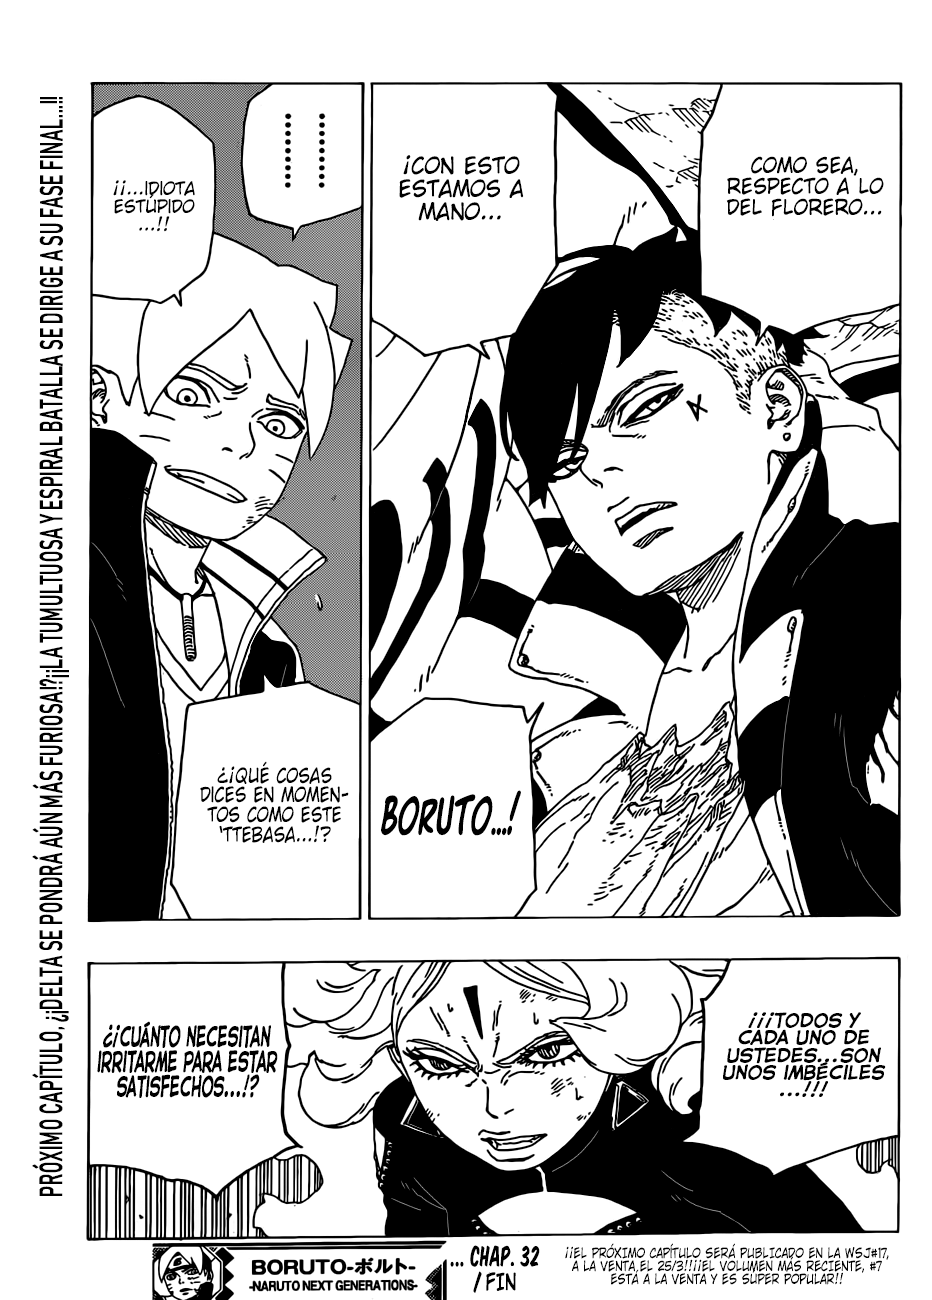 COMO SEA,
RESPECTO A LO
DEL FLORERO...
¡CON ESTO
ESTAMOS A
MANO...
BORUTO...!
.........
.........
¡¡...IDIOTA
ESTUPIDO
...!!
¿¡QUÉ COSAS
DICES EN MOMEN-
TOS COMO ESTE
'TTEBASA...!?
¡¡¡TODOS Y
CADA UNO DE
USTEDES...SON
UNOS IMBÉCILES
...!!!
¿¡CUÁNTO NECESITAN
IRRITARME PARA ESTAR
SATISFECHOS...!?
PRÓXIMO CAPÍTULO, ¿¡¡DELTA SE PONDRÁ AÚN MÁS FURIOSA!?¡¡LA TUMULTUOSA Y ESPIRAL BATALLA SE DIRIGE A SU FASE FINAL...!!
BORUTO-ボルト-
-NARUTO NEXT GENERATIONS-
... CHAP. 32
/ FIN
¡¡EL PRÓXIMO CAPÍTULO SERÁ PUBLICADO EN LA WSJ#17,
A LA VENTA EL 25/3!!¡¡EL VOLUMEN MAS RECIENTE, #7
ESTÁ A LA VENTA Y ES SUPER POPULAR!!